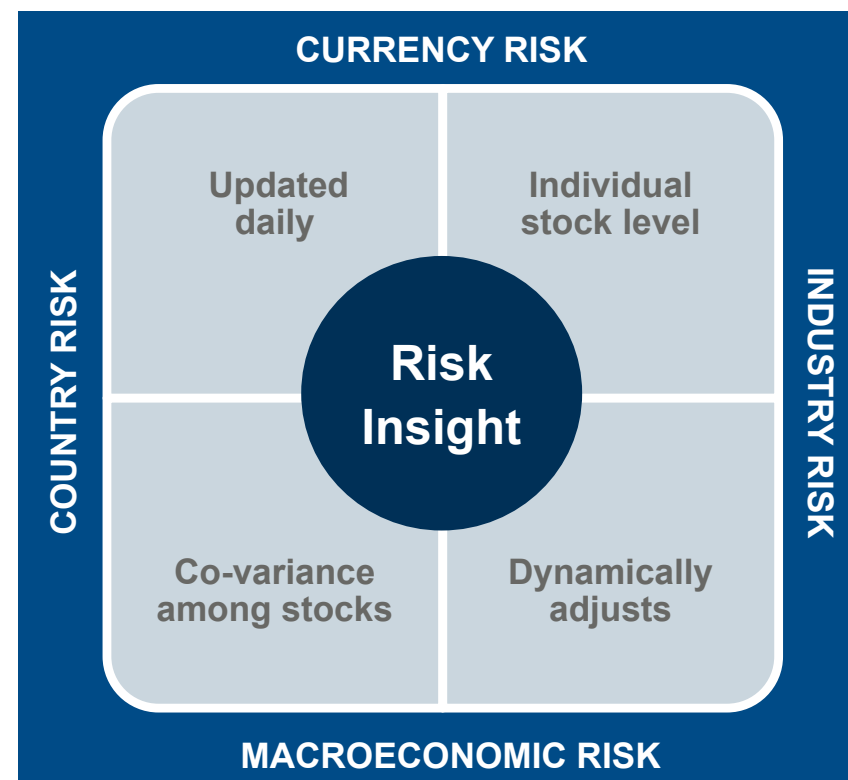 CURRENCY RISK
Updated
daily
Individual
stock level
COUNTRY RISK
Risk
Insight
INDUSTRY RISK
Co-variance
among stocks
Dynamically
adjusts
MACROECONOMIC RISK